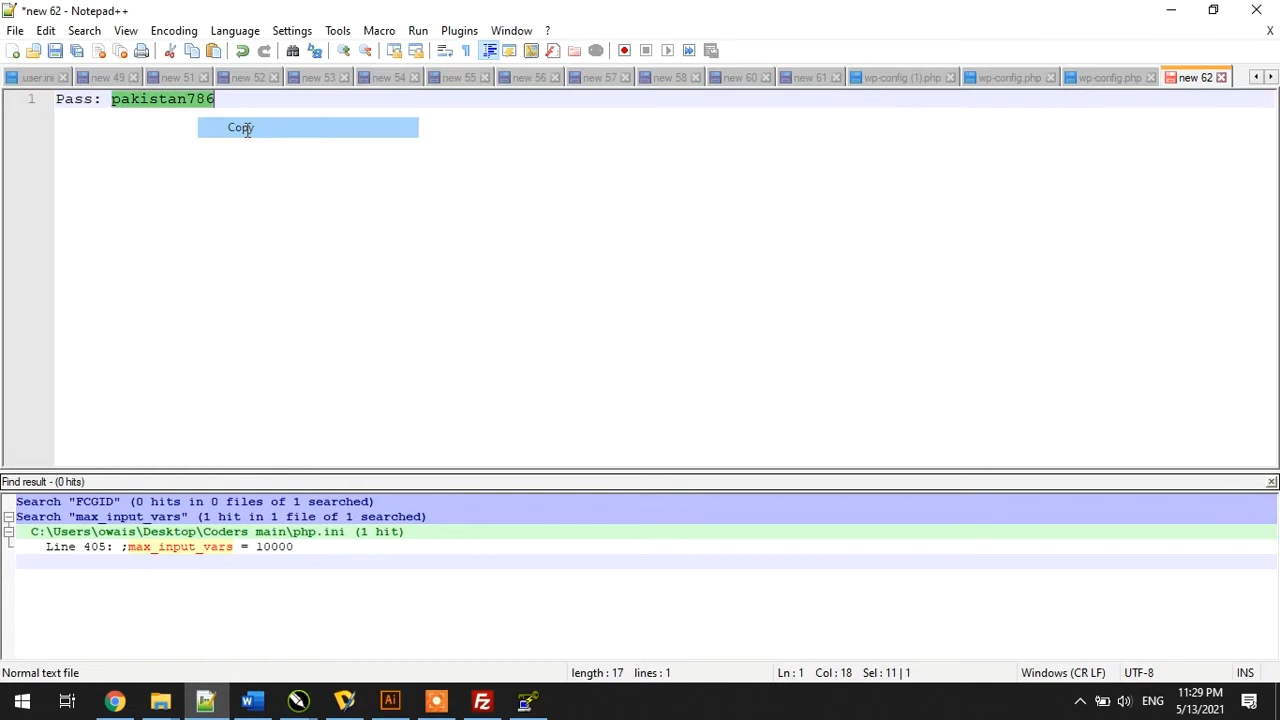 *new 62 - Notepad++
File Edit Search View Encoding Language Settings Tools Macro Run Plugins Window ? X
user.ini new 49 new 51 new 52 new 53 new 54 new 55 new 56 new 57 new 58 new 60 new 61 wp-config (1).php wp-config.php wp-config.php new 62
1 Pass: pakistan786
Copy
Find result - (0 hits)
Search "FCGID" (0 hits in 0 files of 1 searched)
Search "max_input_vars" (1 hit in 1 file of 1 searched)
C:\Users\owais\Desktop\Coders main\php.ini (1 hit)
Line 405: ;max_input_vars = 10000
Normal text file length : 17 lines : 1 Ln : 1 Col : 18 Sel : 11 | 1 Windows (CR LF) UTF-8 INS
ENG 11:29 PM
5/13/2021